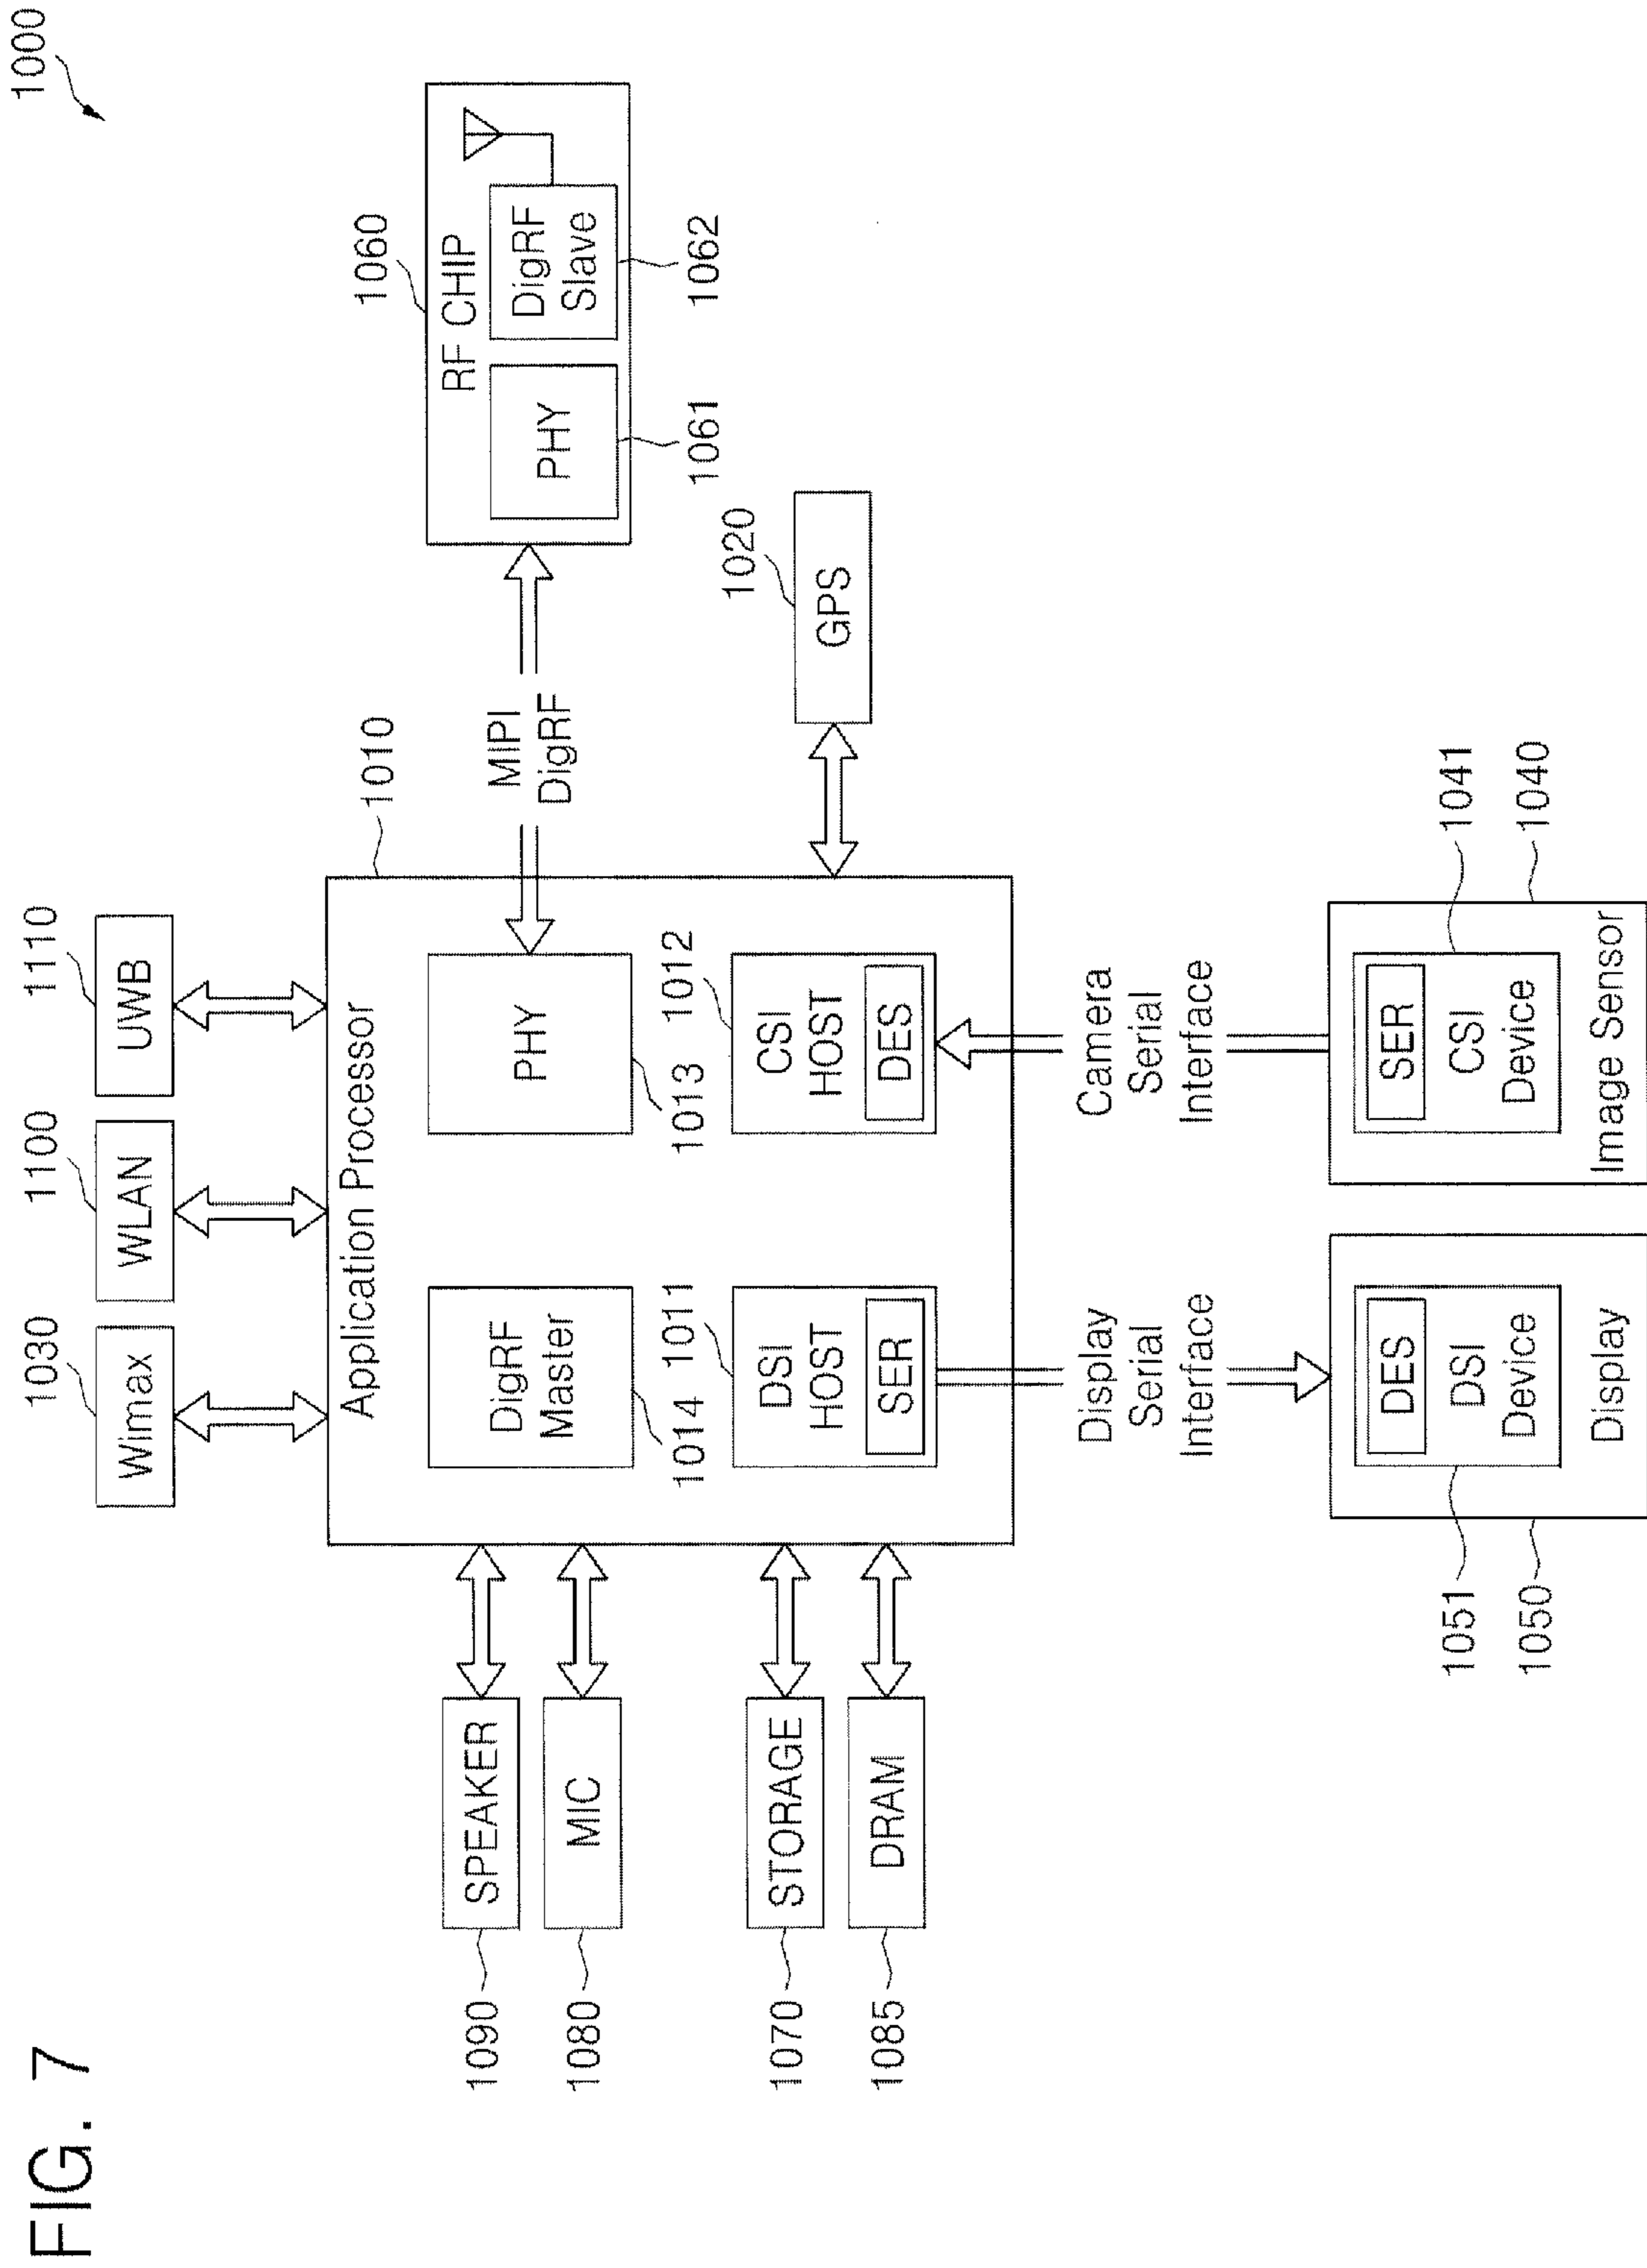 FIG. 7
1000
1030
1100
1110
Wimax
WLAN
UWB
1010
Application Processor
1090
SPEAKER
1080
MIC
1070
STORAGE
1085
DRAM
DigRF
Master
1014
PHY
1013
MIPI
DigRF
1060
RF CHIP
PHY
1061
DigRF
Slave
1062
1011
DSI
HOST
SER
1012
CSI
HOST
DES
1020
GPS
Display
Serial
Interface
Camera
Serial
Interface
1051
1050
DES
DSI
Device
Display
SER
CSI
Device
Image Sensor
1041
1040